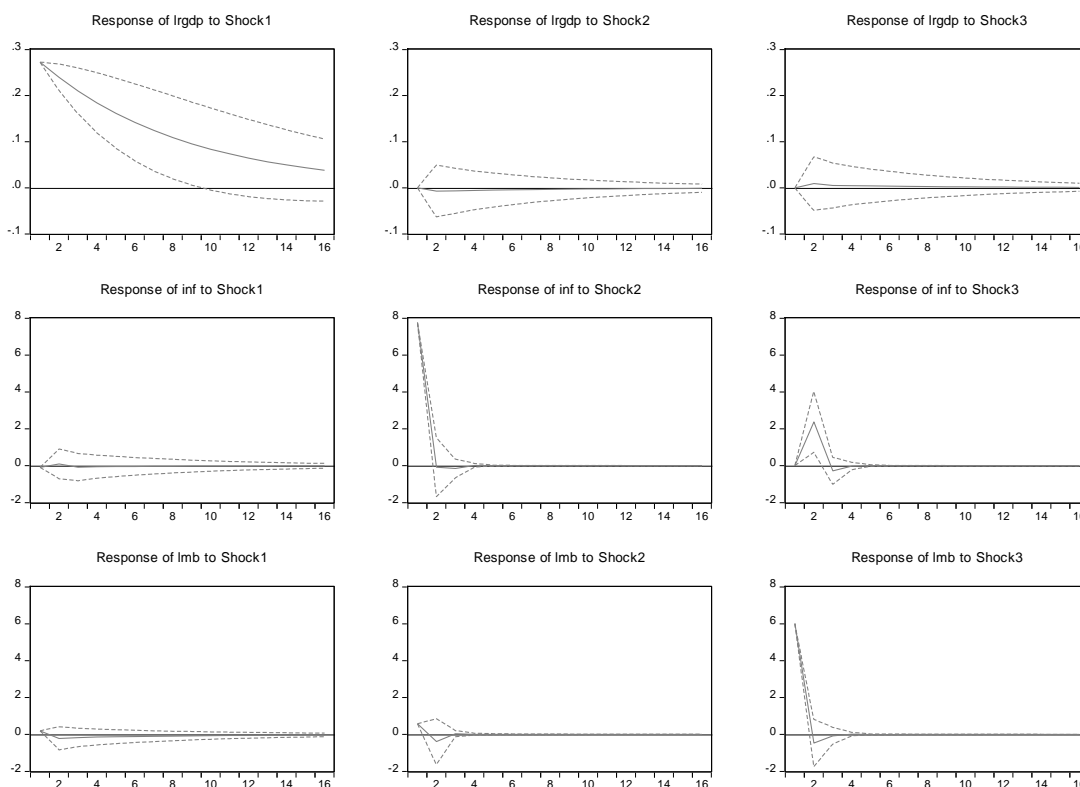 Response of lrgdp to Shock1
Response of lrgdp to Shock2
Response of lrgdp to Shock3
.3
.2
.1
.0
-.1
2 4 6 8 10 12 14 16
.3
.2
.1
.0
-.1
2 4 6 8 10 12 14 16
.3
.2
.1
.0
-.1
2 4 6 8 10 12 14 16
Response of inf to Shock1
Response of inf to Shock2
Response of inf to Shock3
8
6
4
2
0
-2
2 4 6 8 10 12 14 16
8
6
4
2
0
-2
2 4 6 8 10 12 14 16
8
6
4
2
0
-2
2 4 6 8 10 12 14 16
Response of lmb to Shock1
Response of lmb to Shock2
Response of lmb to Shock3
8
6
4
2
0
-2
2 4 6 8 10 12 14 16
8
6
4
2
0
-2
2 4 6 8 10 12 14 16
8
6
4
2
0
-2
2 4 6 8 10 12 14 16